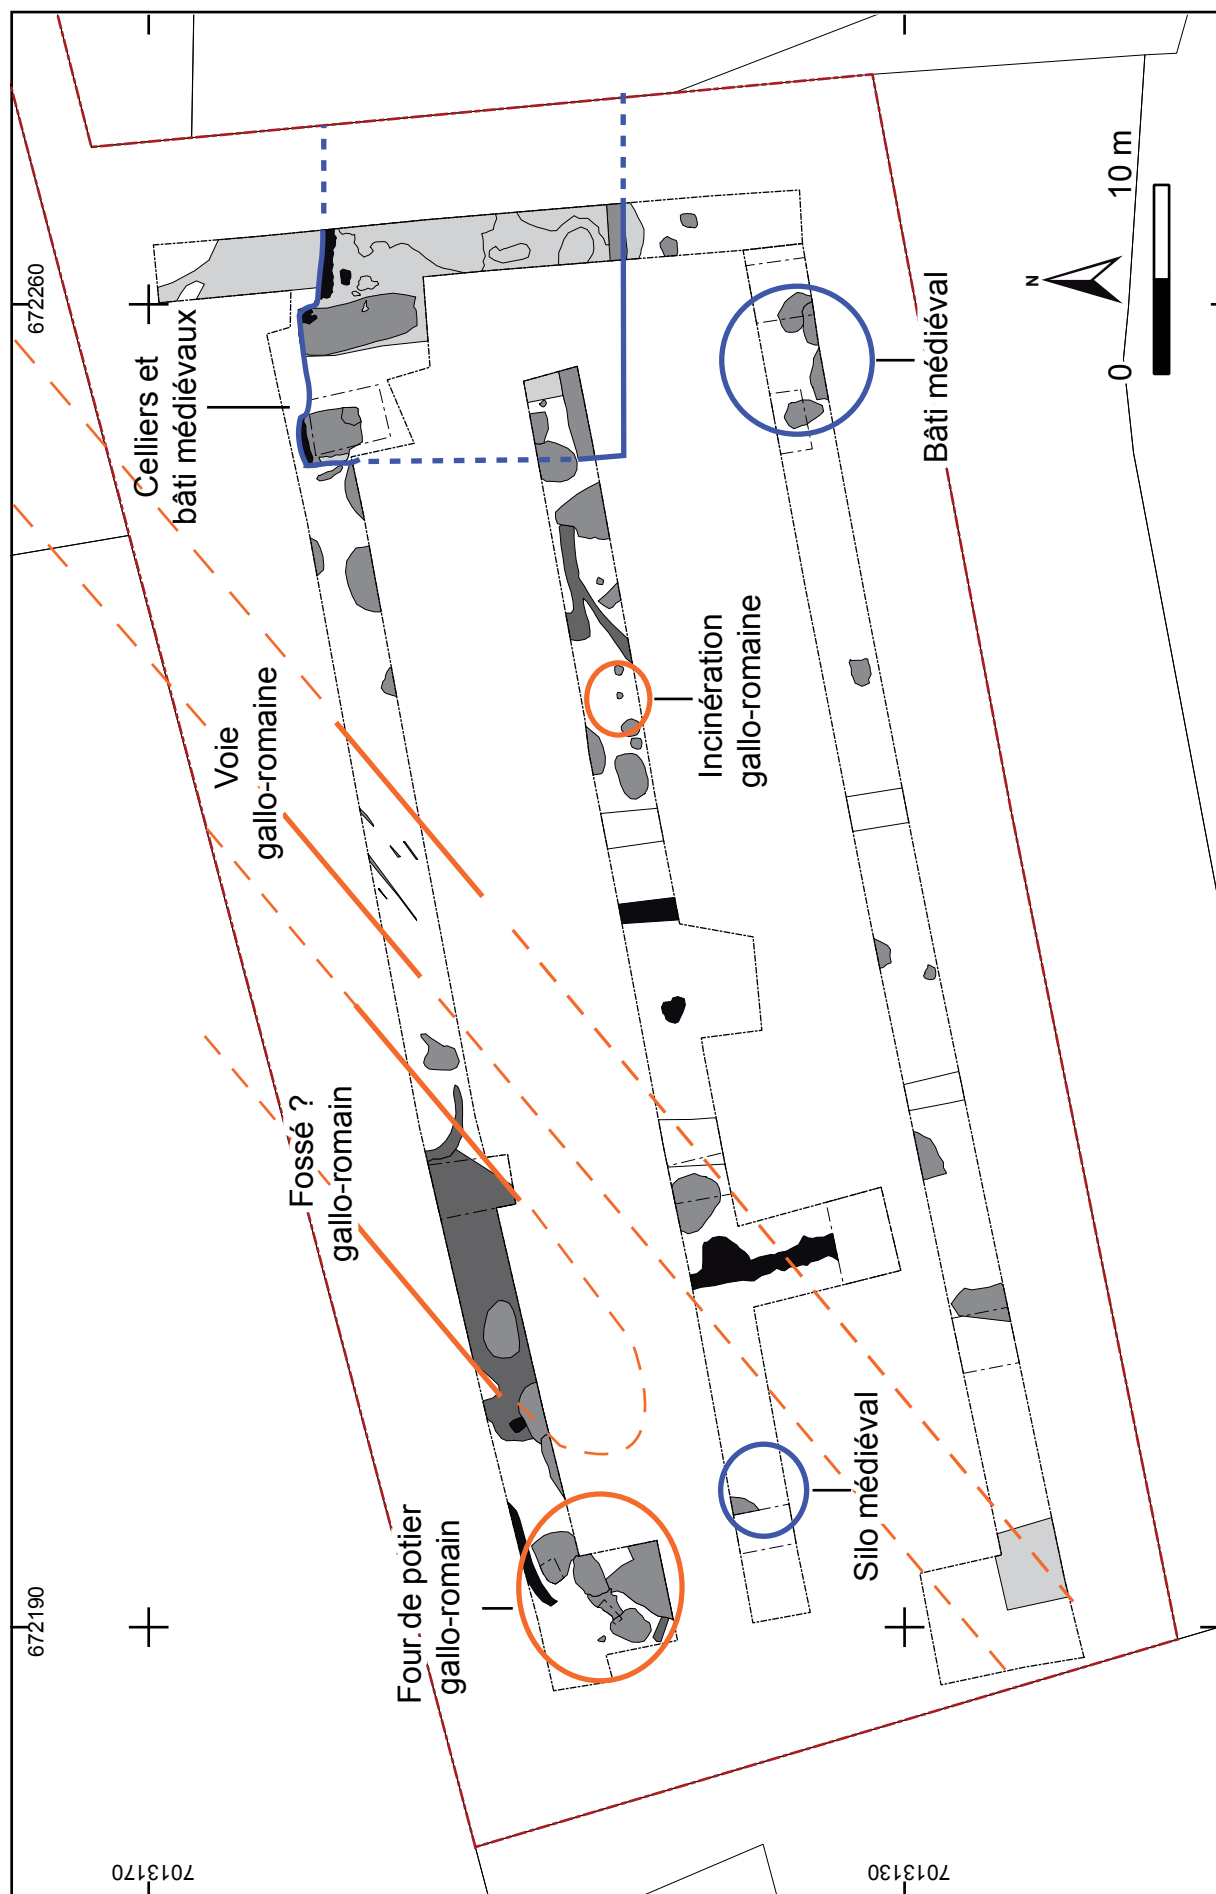 672260
Celliers et
bâti médiévaux
Voie
gallo-romaine
Fossé ?
gallo-romain
Four de potier
gallo-romain
672190
Incinération
gallo-romaine
Bâti médiéval
Silo médiéval
N
0
10 m
7013170
7013130